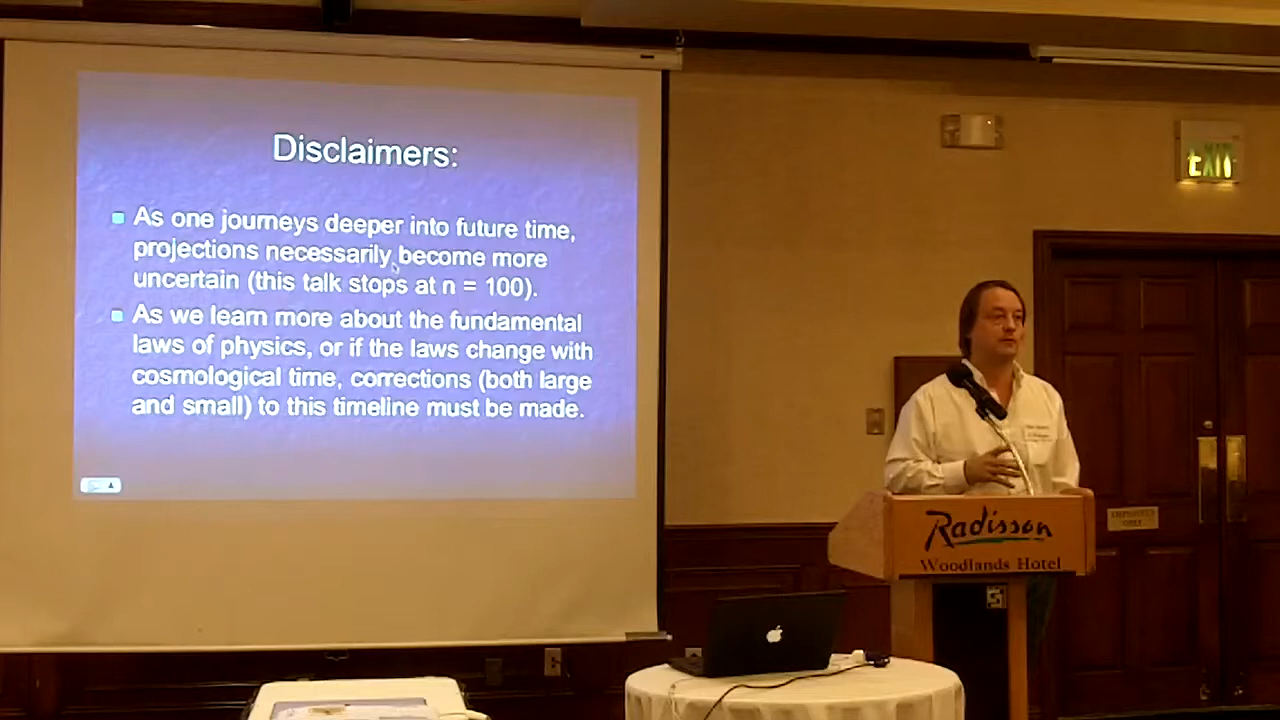 Disclaimers:
As one journeys deeper into future time,
projections necessarily become more
uncertain (this talk stops at n = 100).
As we learn more about the fundamental
laws of physics, or if the laws change with
cosmological time, corrections (both large
and small) to this timeline must be made.
EXIT
Radisson
Woodlands Hotel
EMPLOYEES
ONLY